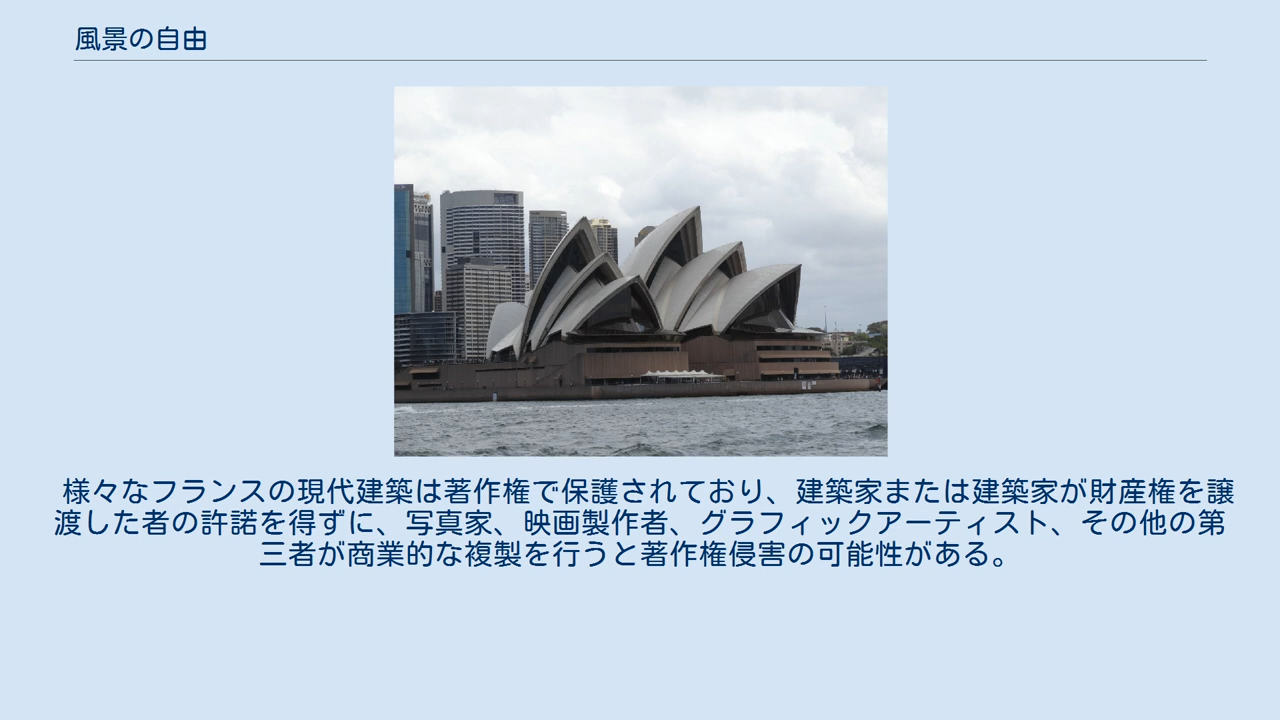 風景の自由
様々なフランスの現代建築は著作権で保護されており、建築家または建築家が財産権を譲
渡した者の許諾を得ずに、写真家、映画製作者、グラフィックアーティスト、その他の第
三者が商業的な複製を行うと著作権侵害の可能性がある。